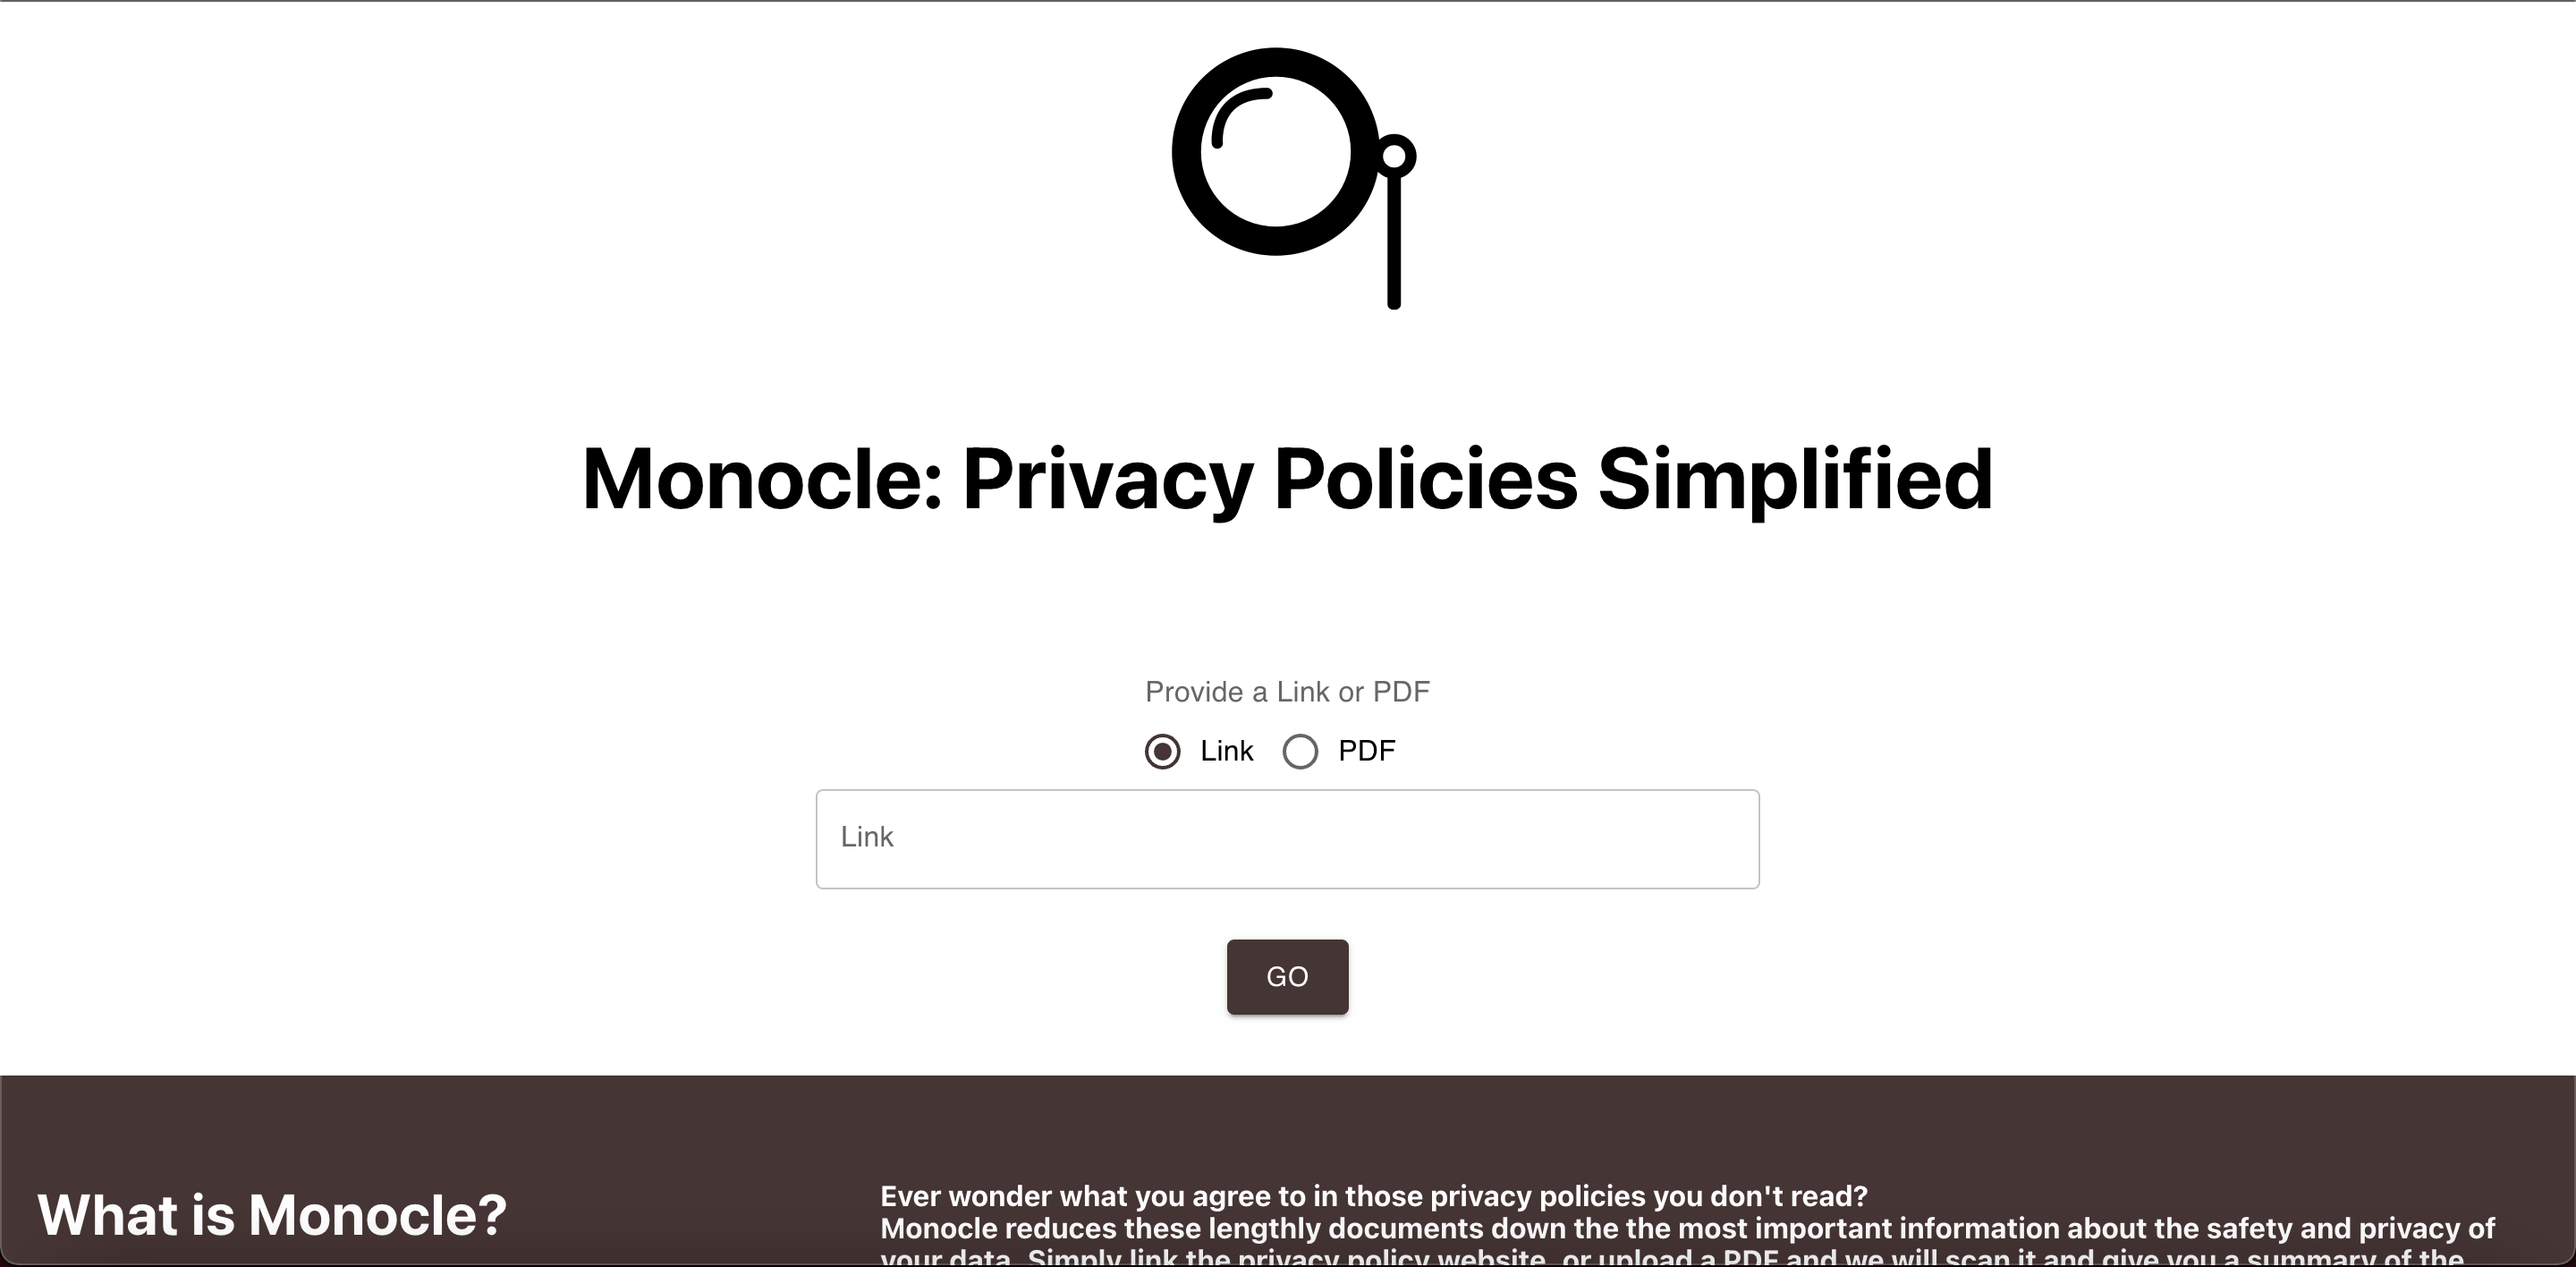 Monocle: Privacy Policies Simplified
Provide a Link or PDF
Link PDF
Link
GO
What is Monocle?
Ever wonder what you agree to in those privacy policies you don't read?
Monocle reduces these lengthly documents down the the most important information about the safety and privacy of
your data. Simply link the privacy policy website, or upload a PDF and we will scan it and give you a summary of the